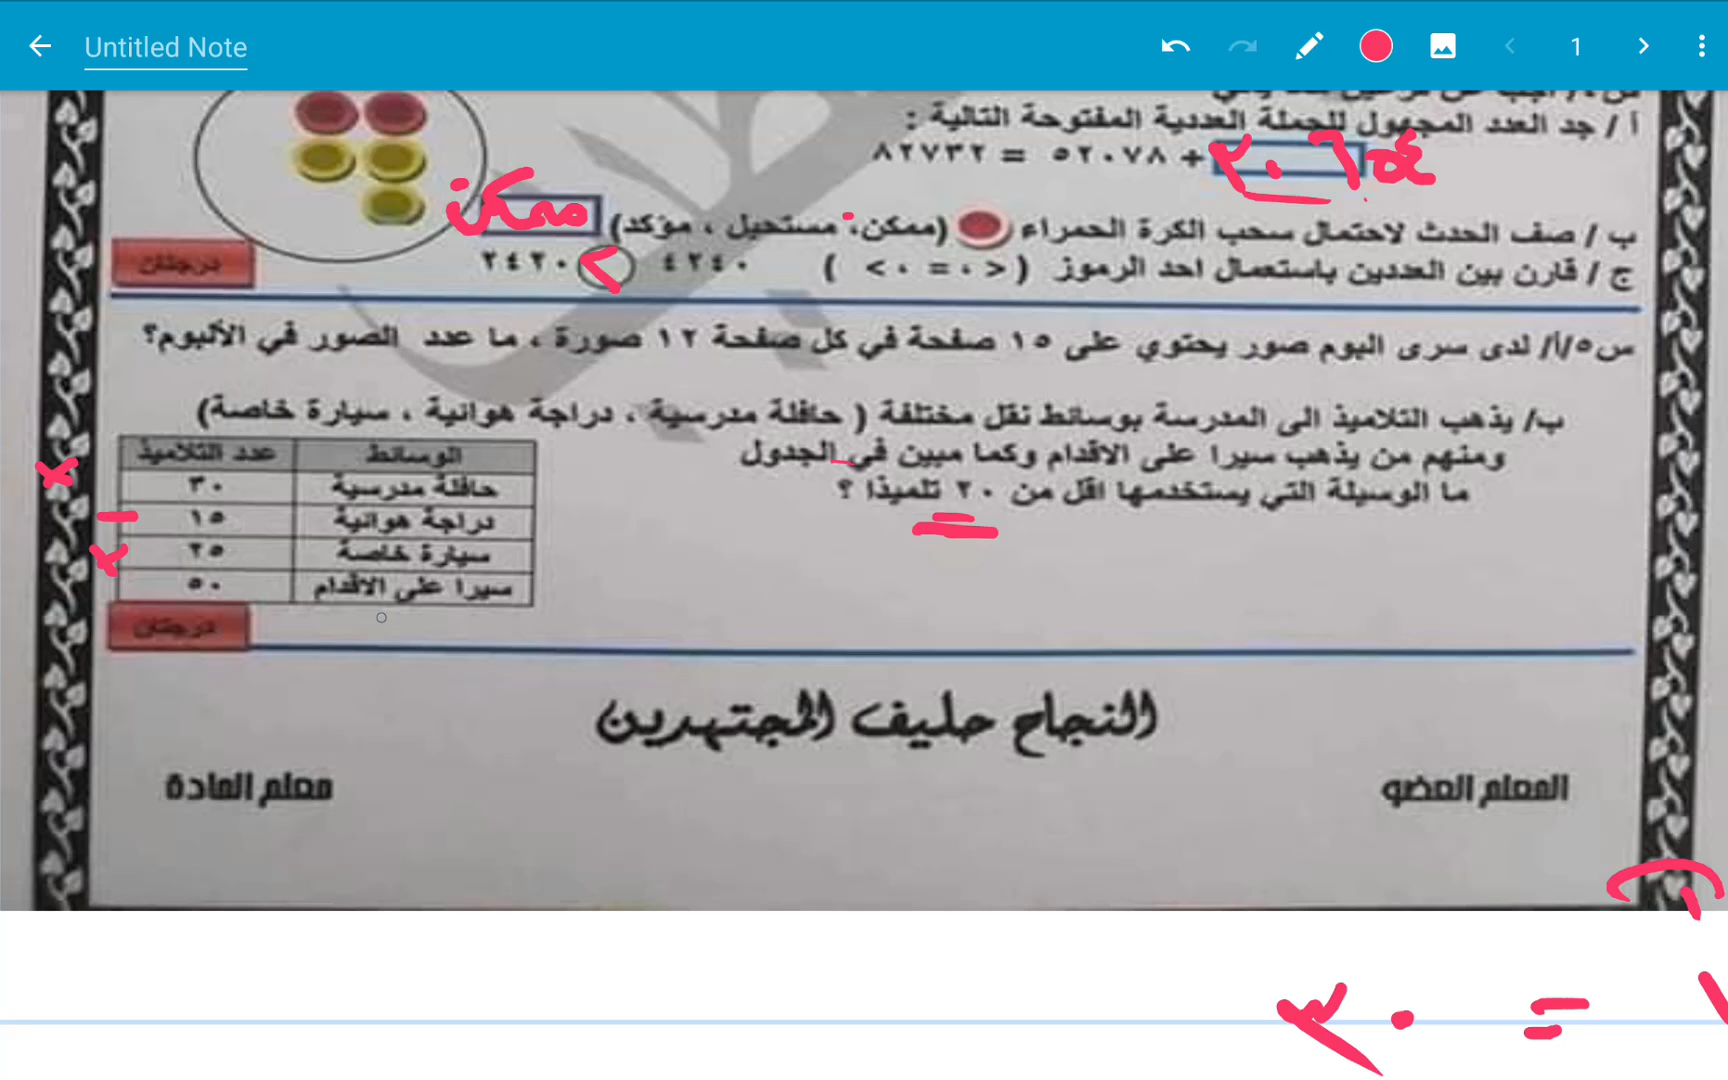 Untitled Note
1
أ / جد العدد المجهول للجملة العددية المفتوحة التالية :
٣٠٦٥٤ + ٥٢٠٧٨ = ٨٢٧٣٢
ب / صف الحدث لاحتمال سحب الكرة الحمراء (ممكن، مستحيل ، مؤكد) ممكن
ج / قارن بين العددين باستعمال احد الرموز ( < ، = ، > ) ٤٢٤٠ > ٢٤٢٠
درجتان
س٥/أ/ لدى سرى البوم صور يحتوي على ١٥ صفحة في كل صفحة ١٢ صورة ، ما عدد الصور في الألبوم؟
ب/ يذهب التلاميذ الى المدرسة بوسائط نقل مختلفة ( حافلة مدرسية ، دراجة هوائية ، سيارة خاصة)
ومنهم من يذهب سيرا على الاقدام وكما مبين في الجدول
ما الوسيلة التي يستخدمها اقل من ٢٠ تلميذا ؟
الوسائط عدد التلاميذ
حافلة مدرسية ٣٠
دراجة هوائية ١٥
سيارة خاصة ٢٥
سيرا على الاقدام ٥٠
درجتان
النجاح حليف المجتهدين
المعلم العضو معلم المادة
= ٣٠